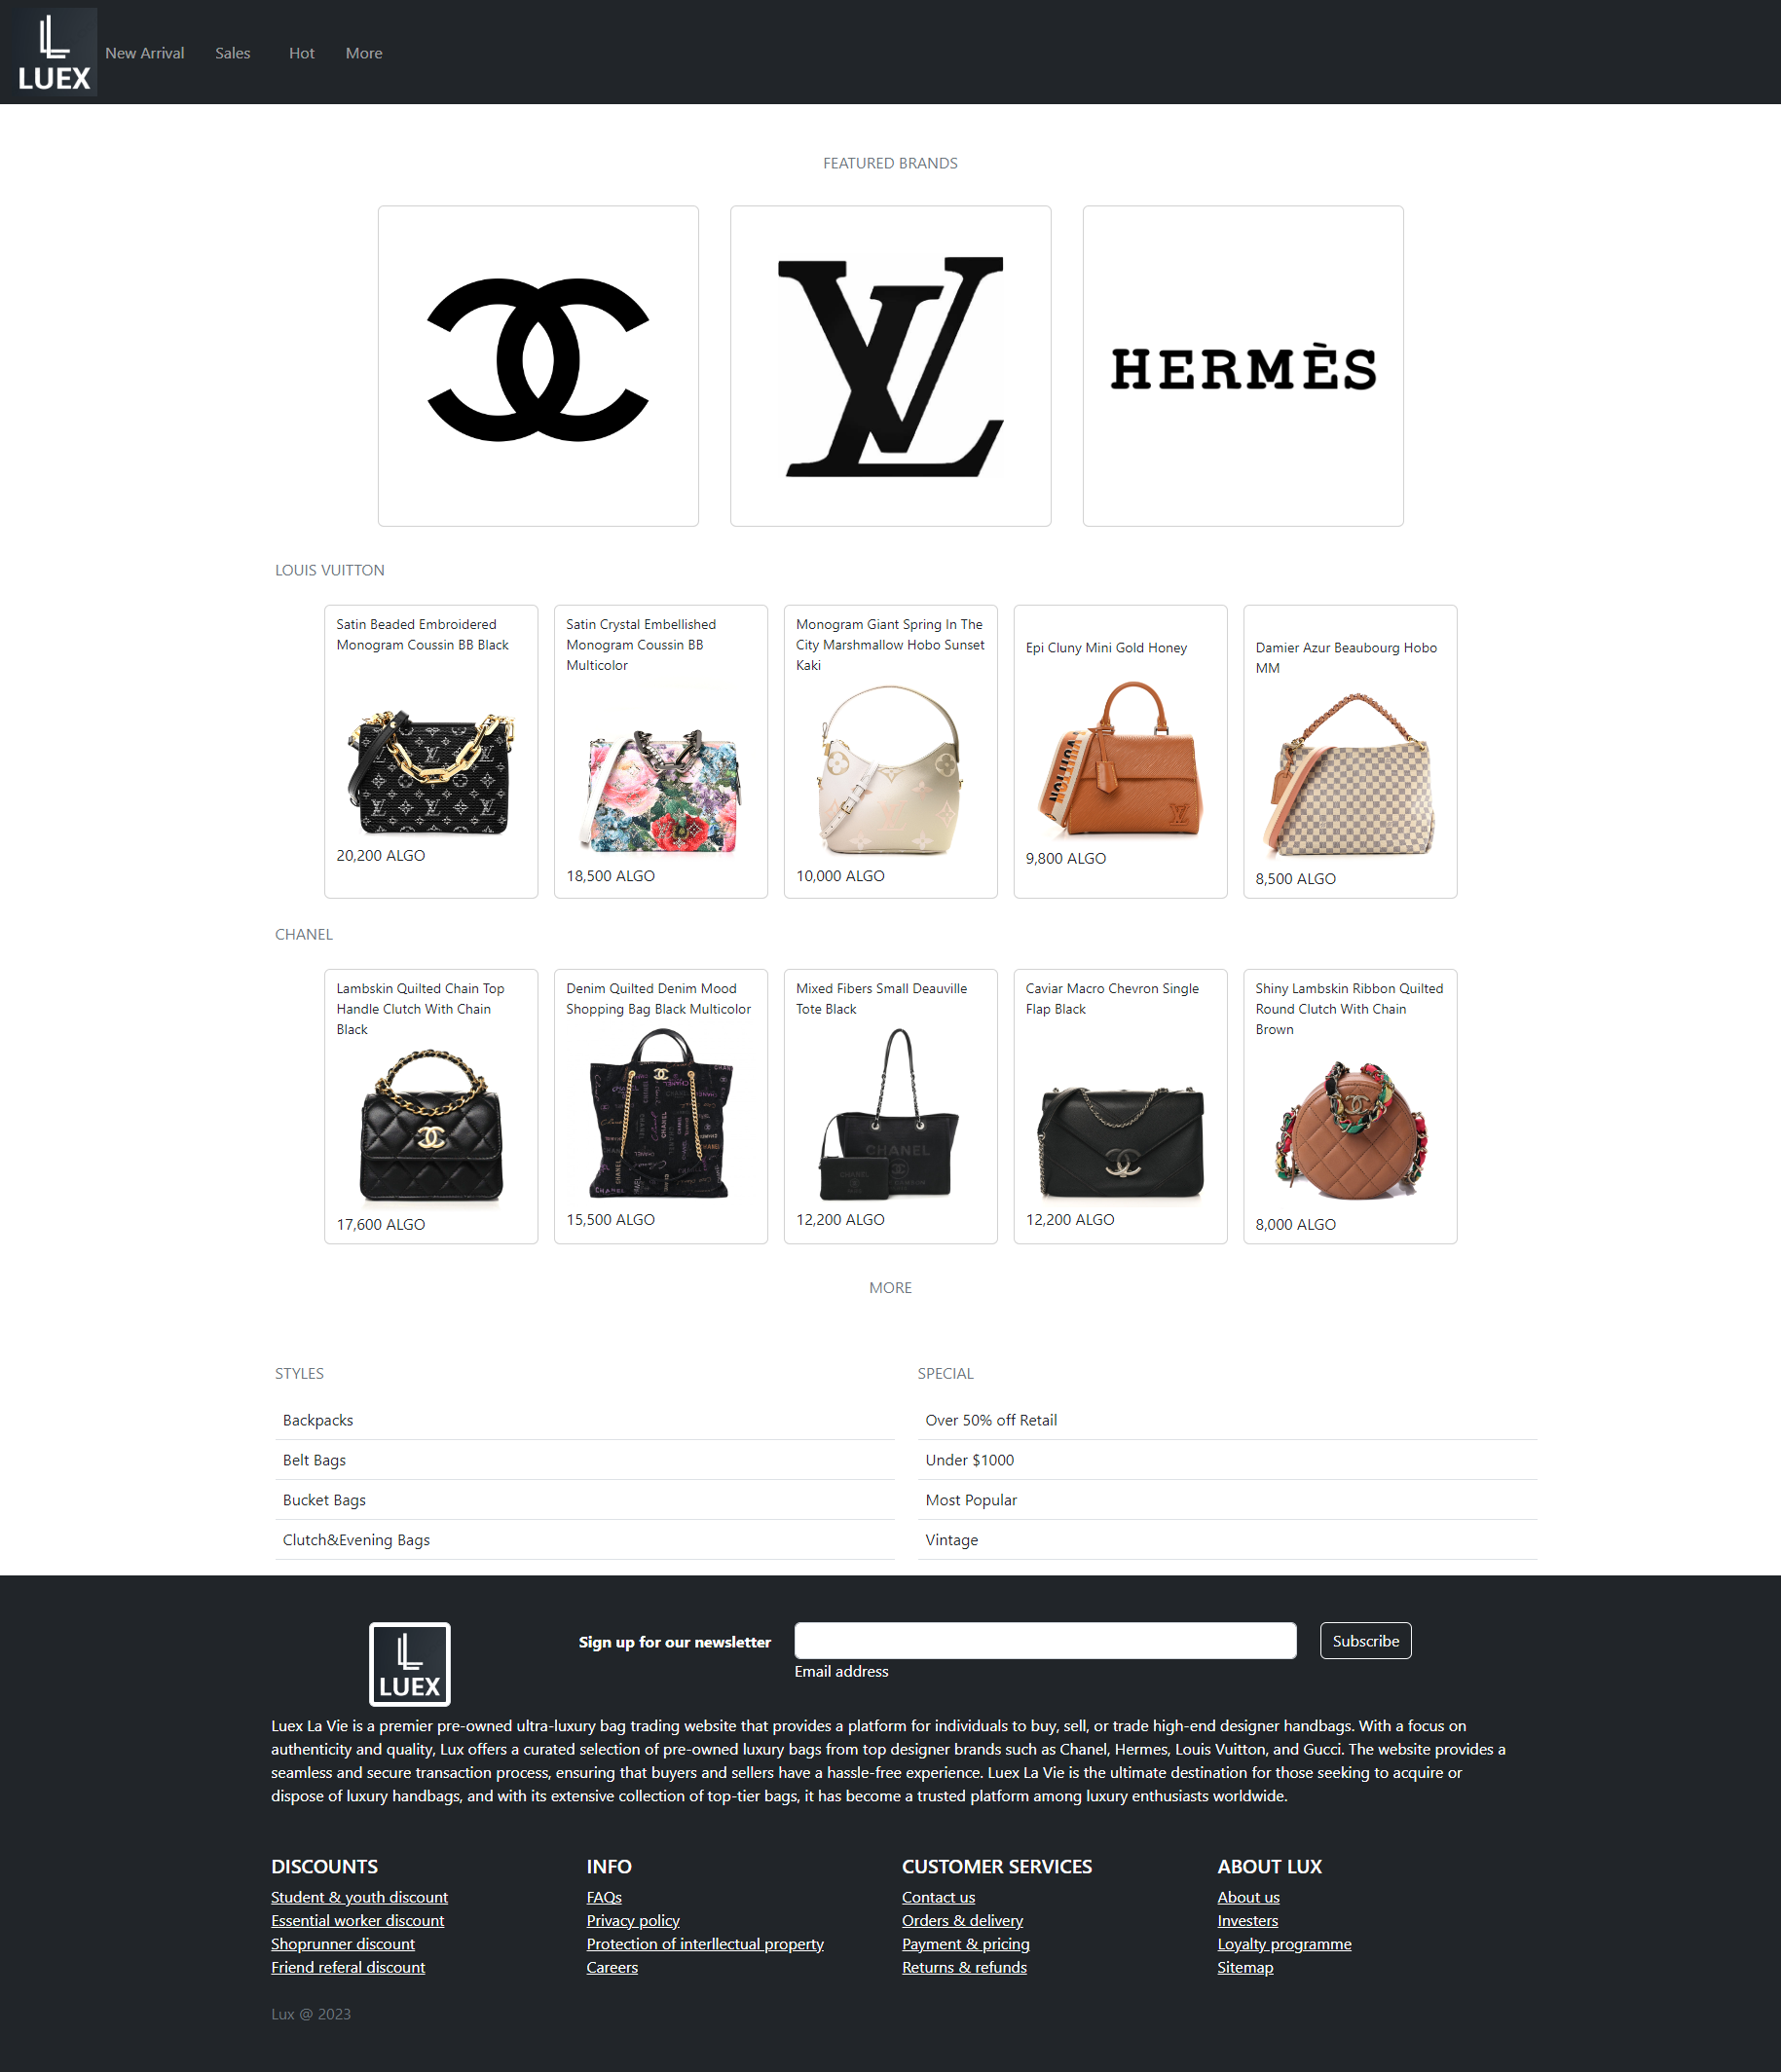 LUEX
New Arrival Sales Hot More
FEATURED BRANDS
HERMÈS
LOUIS VUITTON
Satin Beaded Embroidered
Monogram Coussin BB Black
20,200 ALGO
Satin Crystal Embellished
Monogram Coussin BB
Multicolor
18,500 ALGO
Monogram Giant Spring In The
City Marshmallow Hobo Sunset
Kaki
10,000 ALGO
Epi Cluny Mini Gold Honey
9,800 ALGO
Damier Azur Beaubourg Hobo
MM
8,500 ALGO
CHANEL
Lambskin Quilted Chain Top
Handle Clutch With Chain
Black
17,600 ALGO
Denim Quilted Denim Mood
Shopping Bag Black Multicolor
15,500 ALGO
Mixed Fibers Small Deauville
Tote Black
CHANEL
12,200 ALGO
Caviar Macro Chevron Single
Flap Black
12,200 ALGO
Shiny Lambskin Ribbon Quilted
Round Clutch With Chain
Brown
8,000 ALGO
MORE
STYLES
Backpacks
Belt Bags
Bucket Bags
Clutch&Evening Bags
SPECIAL
Over 50% off Retail
Under $1000
Most Popular
Vintage
LUEX
Sign up for our newsletter
Email address
Subscribe
Luex La Vie is a premier pre-owned ultra-luxury bag trading website that provides a platform for individuals to buy, sell, or trade high-end designer handbags. With a focus on
authenticity and quality, Lux offers a curated selection of pre-owned luxury bags from top designer brands such as Chanel, Hermes, Louis Vuitton, and Gucci. The website provides a
seamless and secure transaction process, ensuring that buyers and sellers have a hassle-free experience. Luex La Vie is the ultimate destination for those seeking to acquire or
dispose of luxury handbags, and with its extensive collection of top-tier bags, it has become a trusted platform among luxury enthusiasts worldwide.
DISCOUNTS
Student & youth discount
Essential worker discount
Shoprunner discount
Friend referal discount
INFO
FAQs
Privacy policy
Protection of interllectual property
Careers
CUSTOMER SERVICES
Contact us
Orders & delivery
Payment & pricing
Returns & refunds
ABOUT LUX
About us
Investers
Loyalty programme
Sitemap
Lux @ 2023